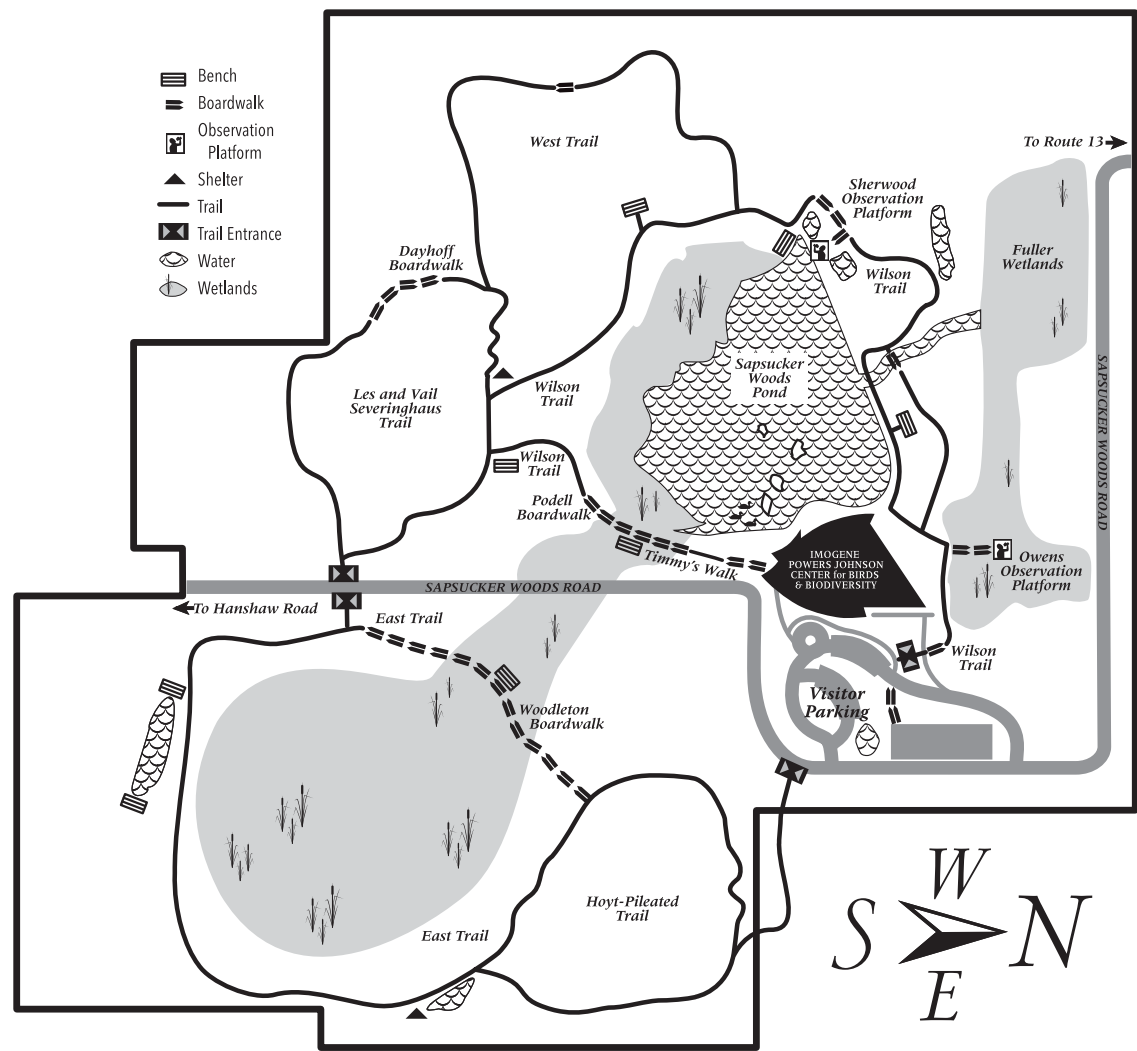 Bench
Boardwalk
Observation
Platform
Shelter
Trail
Trail Entrance
Water
Wetlands
West Trail
To Route 13
Sherwood
Observation
Platform
Fuller
Wetlands
Dayhoff
Boardwalk
Wilson
Trail
Les and Vail
Severinghaus
Trail
Wilson
Trail
Sapsucker
Woods
Pond
SAPSUCKER WOODS ROAD
Wilson
Trail
Podell
Boardwalk
Timmy's Walk
IMOGENE
POWERS JOHNSON
CENTER for BIRDS
& BIODIVERSITY
Owens
Observation
Platform
SAPSUCKER WOODS ROAD
To Hanshaw Road
East Trail
Wilson
Trail
Visitor
Parking
Woodleton
Boardwalk
Hoyt-Pileated
Trail
East Trail
W
S
N
E